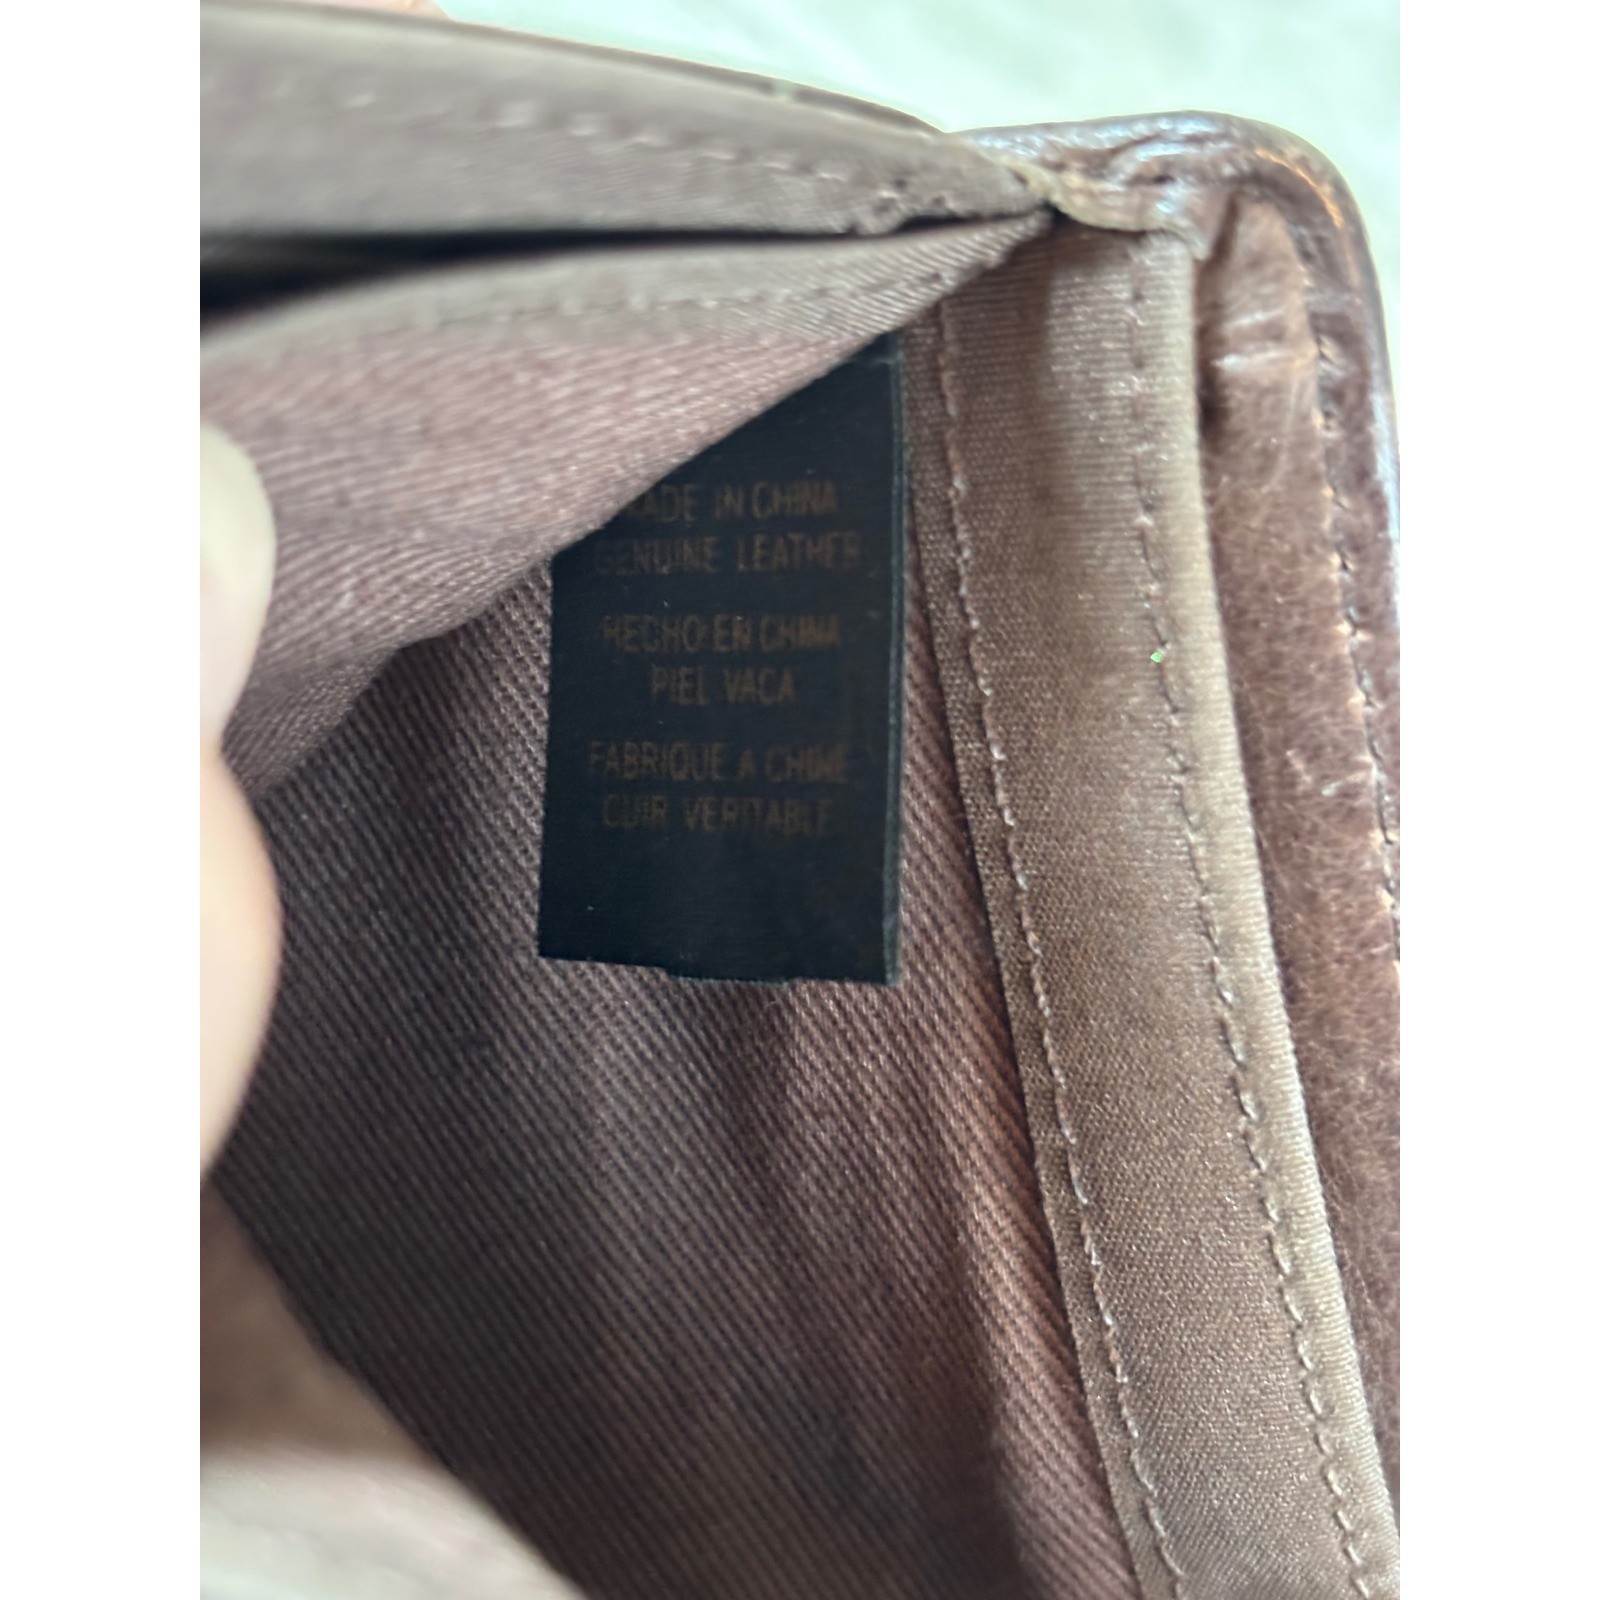 MADE IN CHINA
GENUINE LEATHER
HECHO EN CHINA
PIEL VACA
FABRIQUE A CHINE
CUIR VERITABLE